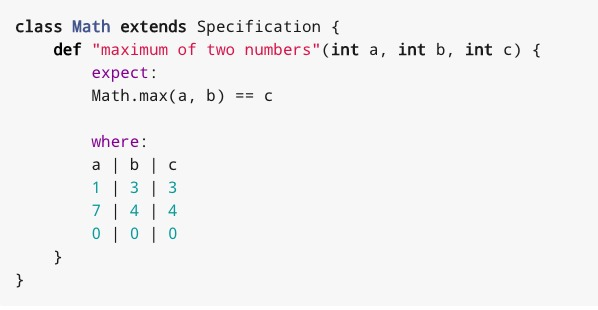 class Math extends Specification {
    def "maximum of two numbers"(int a, int b, int c) {
        expect:
        Math.max(a, b) == c

        where:
        a | b | c
        1 | 3 | 3
        7 | 4 | 4
        0 | 0 | 0
    }
}